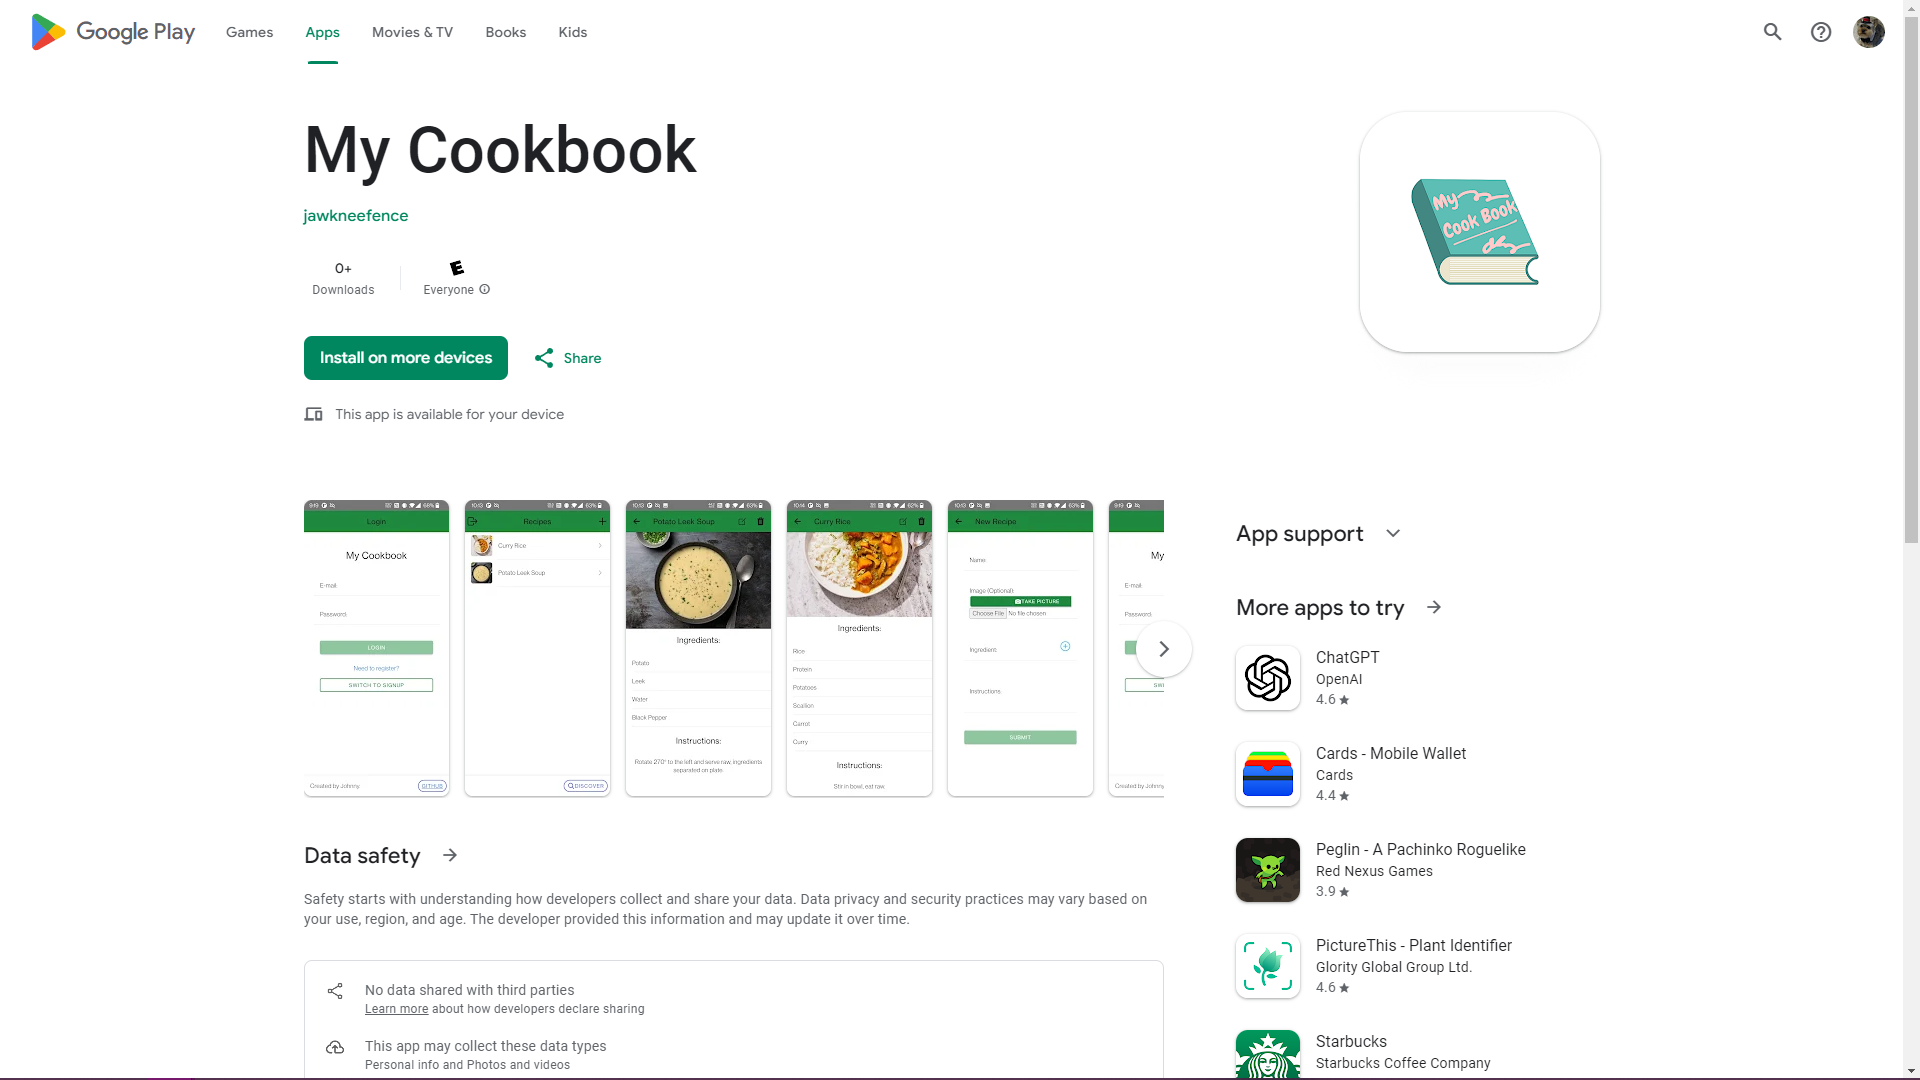 Google Play
Games
Apps
Movies & TV
Books
Kids
My Cookbook
jawkneefence
0+
Downloads
E
Everyone
Install on more devices
Share
This app is available for your device
My
Cook Book
Login
My Cookbook
E-mail:
Password:
LOGIN
Need to register?
SWITCH TO SIGNUP
Created by Johnny
GITHUB
Recipes
Curry Rice
Potato Leek Soup
DISCOVER
Potato Leek Soup
Ingredients:
Potato
Leek
Water
Black Pepper
Instructions:
Rotate 270° to the left and serve raw, ingredients
separated on plate.
Curry Rice
Ingredients:
Rice
Protein
Potatoes
Scallion
Carrot
Curry
Instructions:
Stir in bowl, eat raw.
New Recipe
Name:
Image (Optional):
TAKE PICTURE
Choose File No file chosen
Ingredient:
Instructions:
SUBMIT
My
E-mail:
Password:
SWI
Created by Johnny
App support
More apps to try
ChatGPT
OpenAI
4.6
Cards - Mobile Wallet
Cards
4.4
Peglin - A Pachinko Roguelike
Red Nexus Games
3.9
PictureThis - Plant Identifier
Glority Global Group Ltd.
4.6
Starbucks
Starbucks Coffee Company
Data safety
Safety starts with understanding how developers collect and share your data. Data privacy and security practices may vary based on
your use, region, and age. The developer provided this information and may update it over time.
No data shared with third parties
Learn more about how developers declare sharing
This app may collect these data types
Personal info and Photos and videos